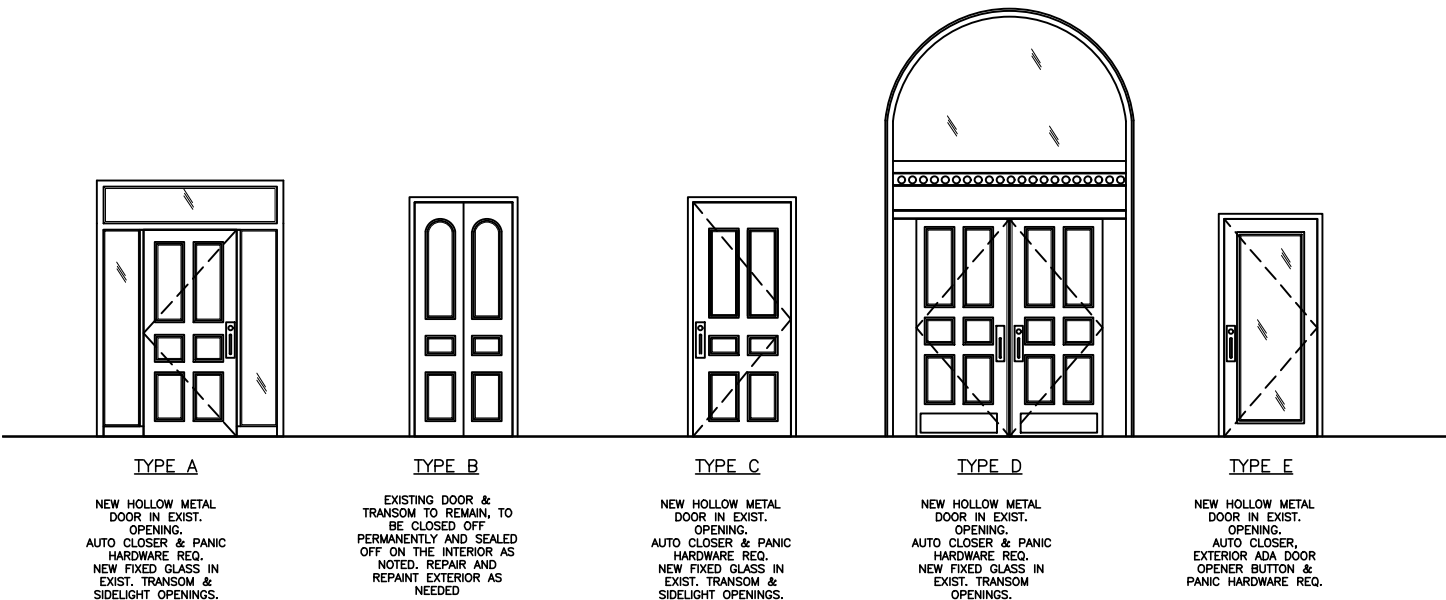 TYPE A
NEW HOLLOW METAL
DOOR IN EXIST.
OPENING.
AUTO CLOSER & PANIC
HARDWARE REQ.
NEW FIXED GLASS IN
EXIST. TRANSOM &
SIDELIGHT OPENINGS.
TYPE B
EXISTING DOOR &
TRANSOM TO REMAIN, TO
BE CLOSED OFF
PERMANENTLY AND SEALED
OFF ON THE INTERIOR AS
NOTED. REPAIR AND
REPAINT EXTERIOR AS
NEEDED
TYPE C
NEW HOLLOW METAL
DOOR IN EXIST.
OPENING.
AUTO CLOSER & PANIC
HARDWARE REQ.
NEW FIXED GLASS IN
EXIST. TRANSOM &
SIDELIGHT OPENINGS.
TYPE D
NEW HOLLOW METAL
DOOR IN EXIST.
OPENING.
AUTO CLOSER & PANIC
HARDWARE REQ.
NEW FIXED GLASS IN
EXIST. TRANSOM
OPENINGS.
TYPE E
NEW HOLLOW METAL
DOOR IN EXIST.
OPENING.
AUTO CLOSER,
EXTERIOR ADA DOOR
OPENER BUTTON &
PANIC HARDWARE REQ.